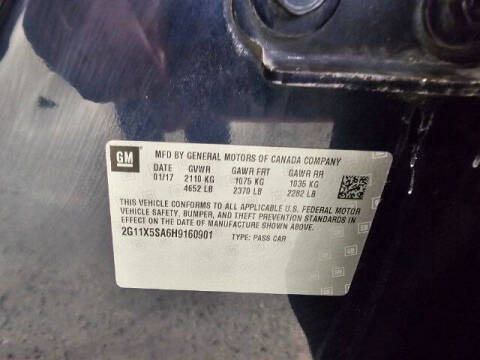 GM MFD BY GENERAL MOTORS OF CANADA COMPANY
DATE GVWR GAWR FRT GAWR RR
01/17 2110 KG 1075 KG 1035 KG
4652 LB 2370 LB 2282 LB
THIS VEHICLE CONFORMS TO ALL APPLICABLE U.S. FEDERAL MOTOR
VEHICLE SAFETY, BUMPER, AND THEFT PREVENTION STANDARDS IN
EFFECT ON THE DATE OF MANUFACTURE SHOWN ABOVE.
2G11X5SA6H9160901 TYPE: PASS CAR